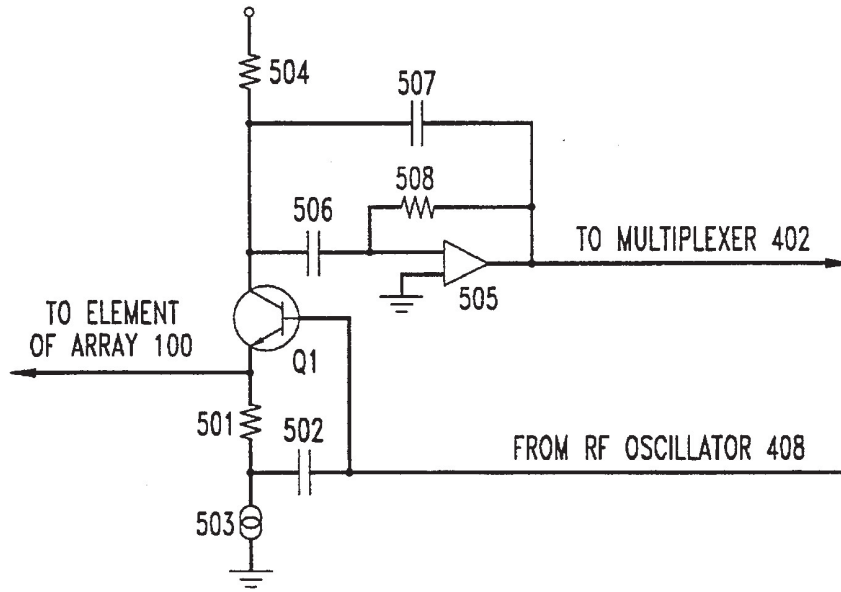 504
507
508
506
TO MULTIPLEXER 402
505
TO ELEMENT
OF ARRAY 100
Q1
501
502
FROM RF OSCILLATOR 408
503